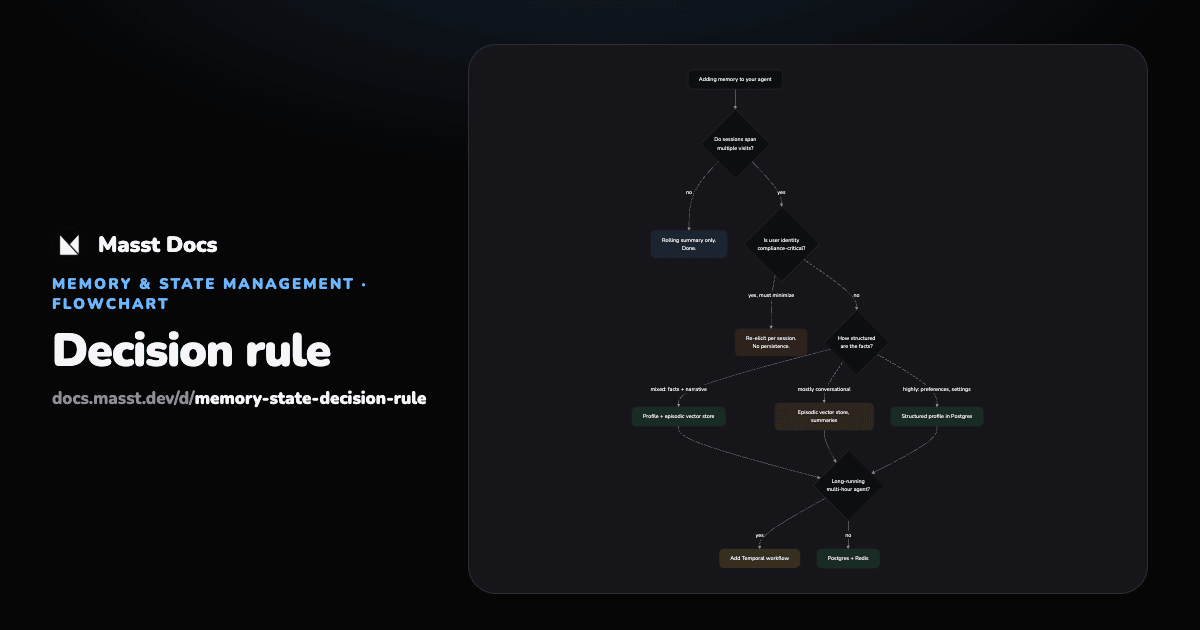 Masst Docs
MEMORY & STATE MANAGEMENT ·
FLOWCHART
Decision rule
docs.masst.dev/d/memory-state-decision-rule
Adding memory to your agent
Do sessions span
multiple visits?
no
yes
Rolling summary only.
Done.
Is user identity
compliance-critical?
yes, must minimize
no
Re-elicit per session.
No persistence.
How structured
are the facts?
mixed: facts + narrative
mostly conversational
highly: preferences, settings
Profile + episodic vector store
Episodic vector store,
summaries
Structured profile in Postgres
Long-running
multi-hour agent?
yes
no
Add Temporal workflow
Postgres + Redis